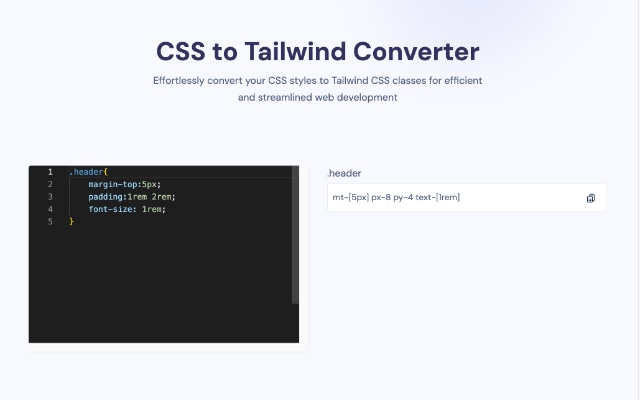 CSS to Tailwind Converter
Effortlessly convert your CSS styles to Tailwind CSS classes for efficient
and streamlined web development
1 .header{
2 margin-top:5px;
3 padding:1rem 2rem;
4 font-size: 1rem;
5 }
.header
mt-[5px] px-8 py-4 text-[1rem]